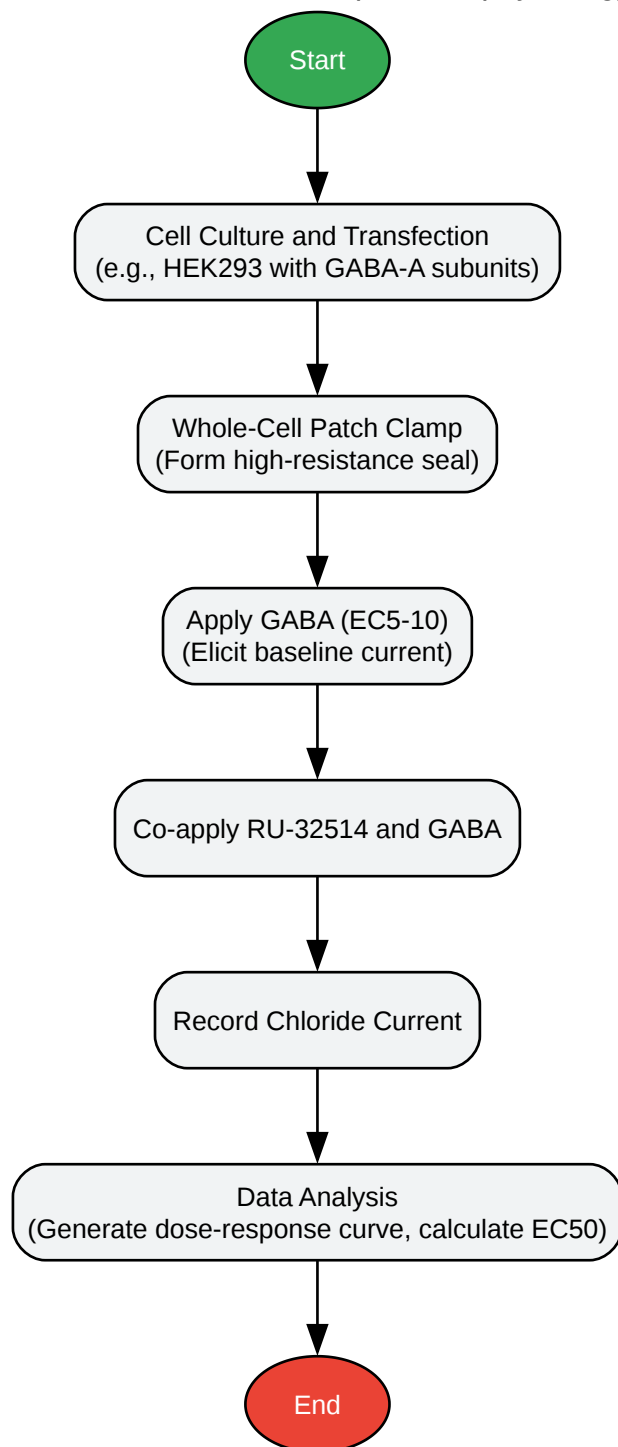 Start
Cell Culture and Transfection
(e.g., HEK293 with GABA-A subunits)
Whole-Cell Patch Clamp
(Form high-resistance seal)
Apply GABA (EC5-10)
(Elicit baseline current)
Co-apply RU-32514 and GABA
Record Chloride Current
Data Analysis
(Generate dose-response curve, calculate EC50)
End